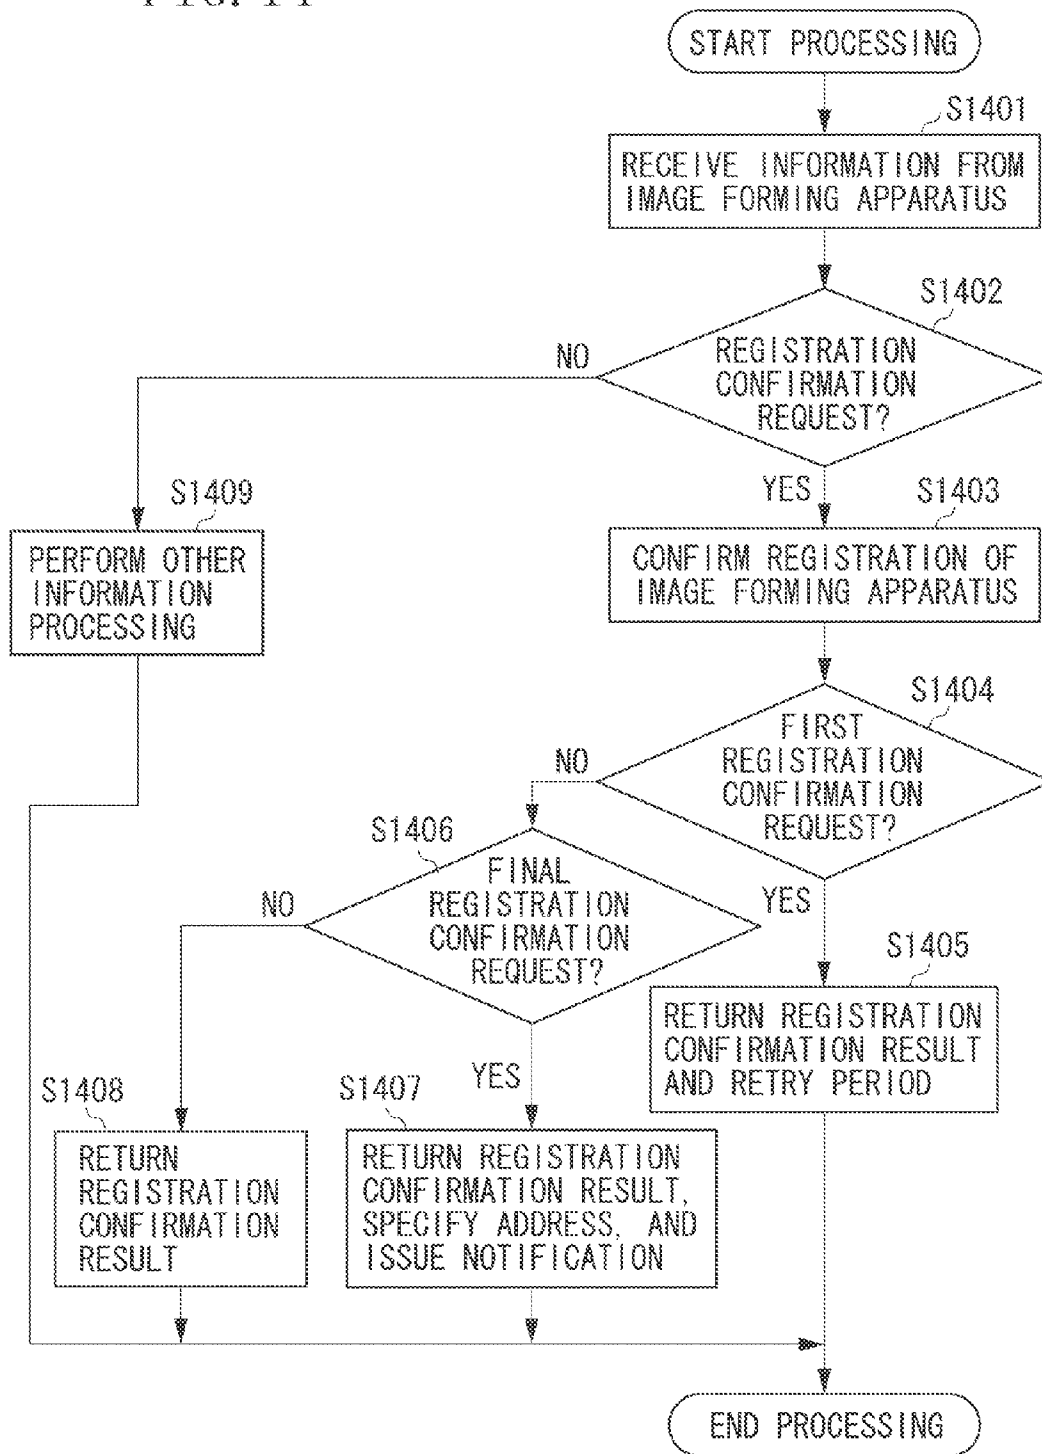 START PROCESSING
S1401
RECEIVE INFORMATION FROM
IMAGE FORMING APPARATUS
S1402
REGISTRATION
CONFIRMATION
REQUEST?
NO
YES
S1409
PERFORM OTHER
INFORMATION
PROCESSING
S1403
CONFIRM REGISTRATION OF
IMAGE FORMING APPARATUS
S1404
FIRST
REGISTRATION
CONFIRMATION
REQUEST?
NO
YES
S1406
FINAL
REGISTRATION
CONFIRMATION
REQUEST?
NO
YES
S1405
RETURN REGISTRATION
CONFIRMATION RESULT
AND RETRY PERIOD
S1408
RETURN
REGISTRATION
CONFIRMATION
RESULT
S1407
RETURN REGISTRATION
CONFIRMATION RESULT,
SPECIFY ADDRESS, AND
ISSUE NOTIFICATION
END PROCESSING